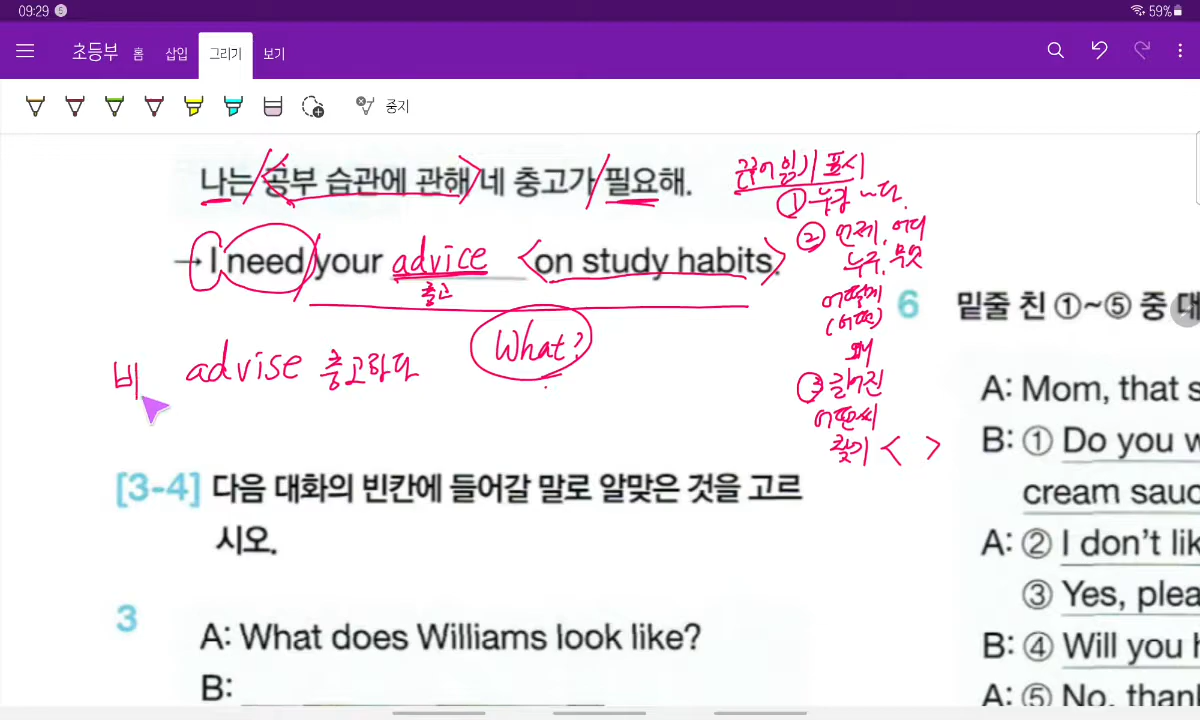 09:29 59%
초등부 홈 삽입 그리기 보기
중지
나는/<공부 습관에 관해>네 충고가/필요해.
→ I need/your advice <on study habits.>
충고
What?
비 advise 충고하다
끊어 읽기 표시
① 누가 ~다.
② 언제, 어디
누구, 무엇
어떻게
(어떤)
왜
③ 길어진
어떤씨
찾기 < >
[3-4] 다음 대화의 빈칸에 들어갈 말로 알맞은 것을 고르
시오.
3
A: What does Williams look like?
B:
6 밑줄 친 ①~⑤ 중 대
A: Mom, that s
B: ① Do you w
cream sauc
A: ② I don't lik
③ Yes, plea
B: ④ Will you h
A: ⑤ No, thank